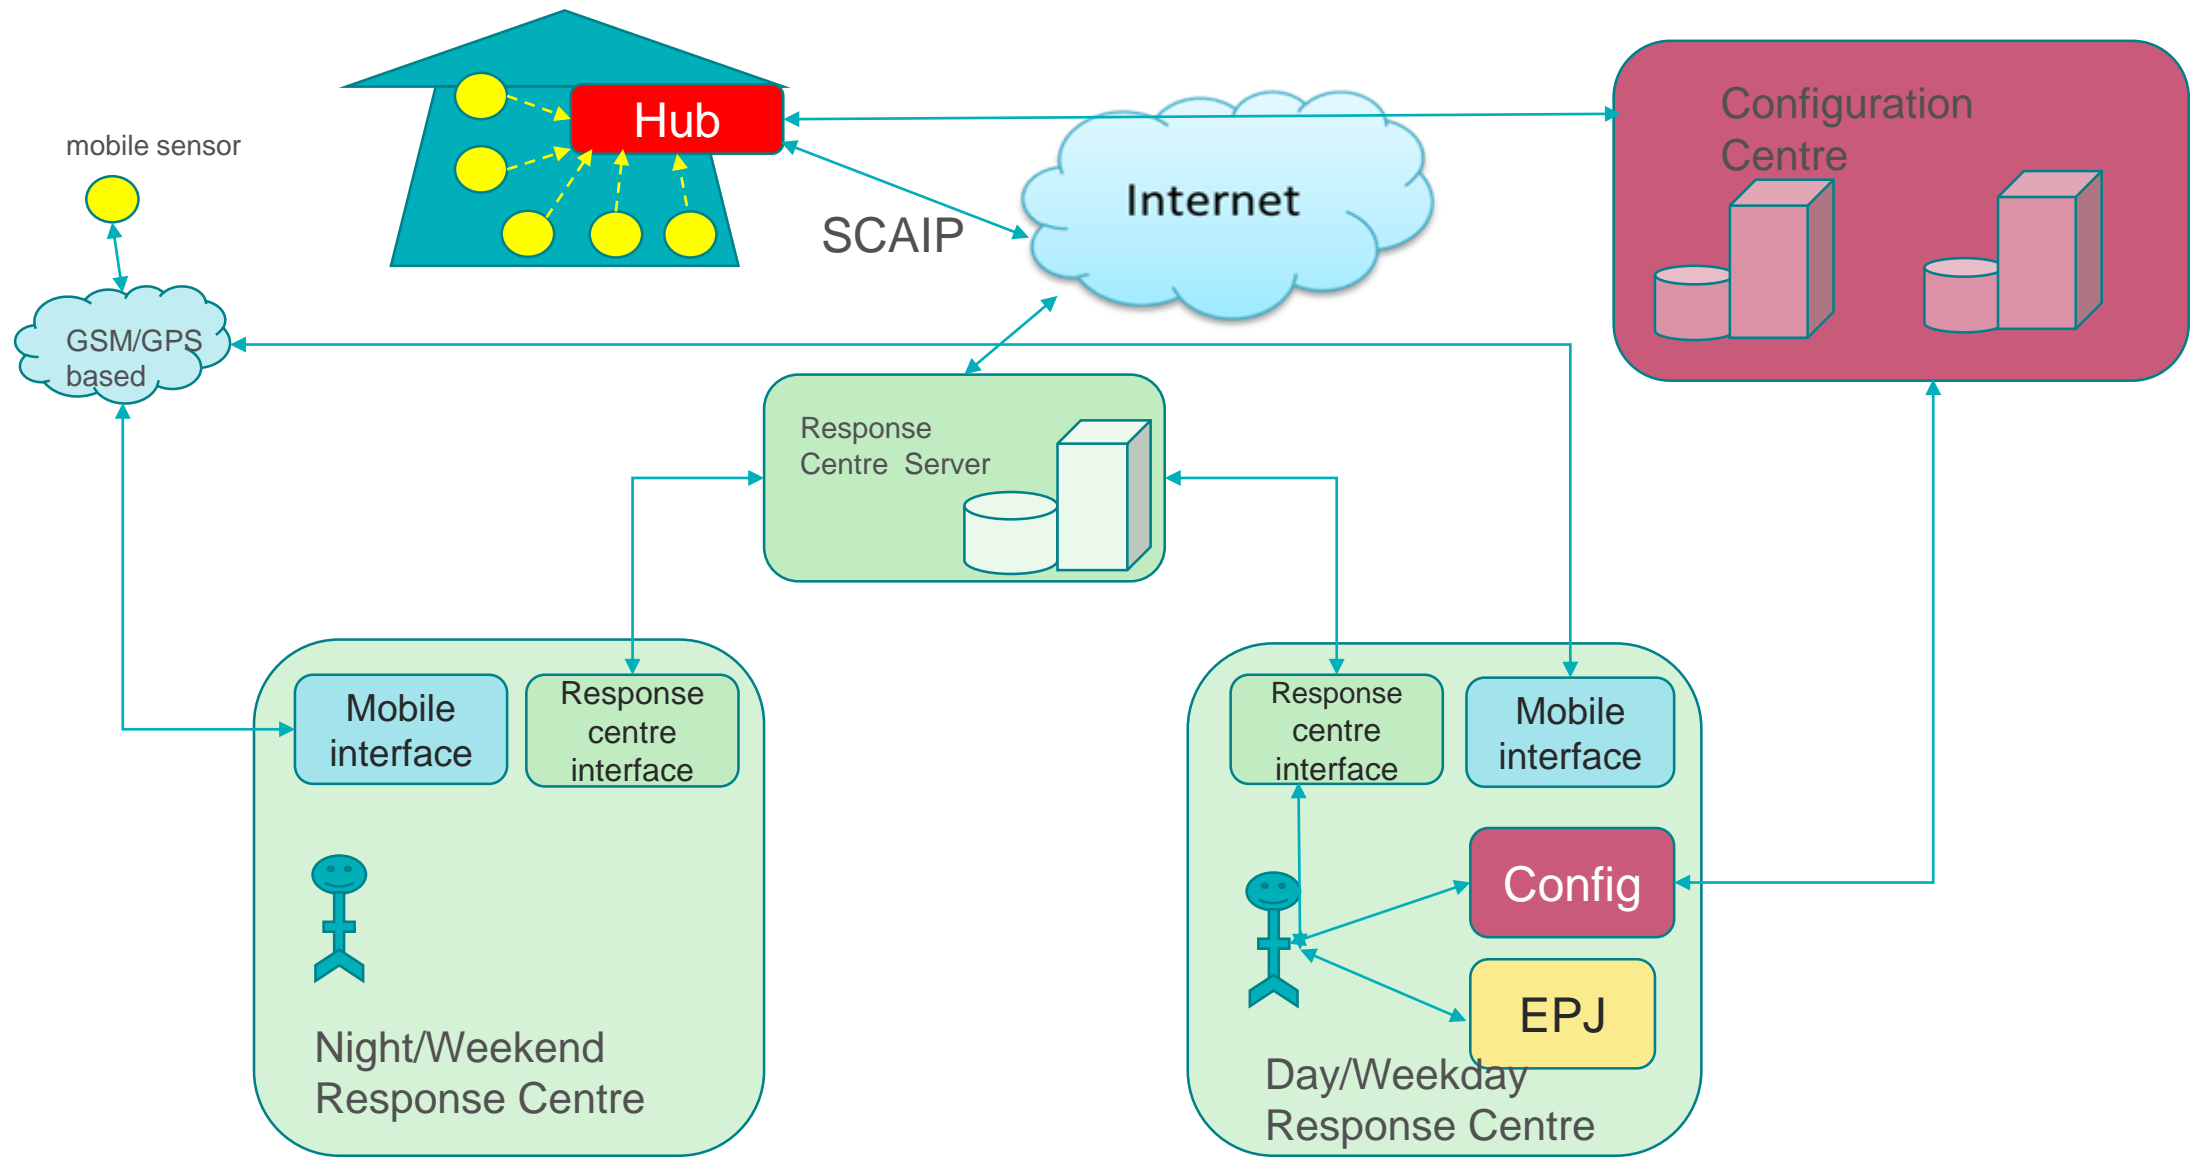 Hub
Configuration
Centre
mobile sensor
Internet
SCAIP
GSM/GPS
based
Response
Centre  Server
Mobile
interface
Response
centre
interface
Response
centre
interface
Mobile
interface
Config
EPJ
Night/Weekend
Response Centre
Day/Weekday
Response Centre